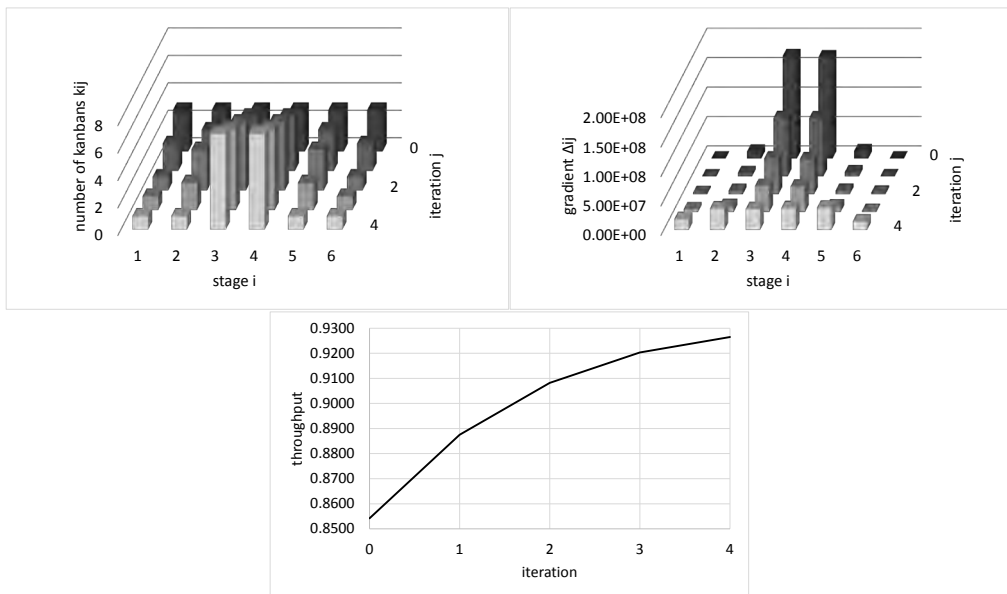 number of kanbans kij
8
6
4
2
0
1 2 3 4 5 6
stage i
0
2
4
iteration j
gradient Δij
2.00E+08
1.50E+08
1.00E+08
5.00E+07
0.00E+00
1 2 3 4 5 6
stage i
0
2
4
iteration j
throughput
0.9300
0.9200
0.9100
0.9000
0.8900
0.8800
0.8700
0.8600
0.8500
0 1 2 3 4
iteration